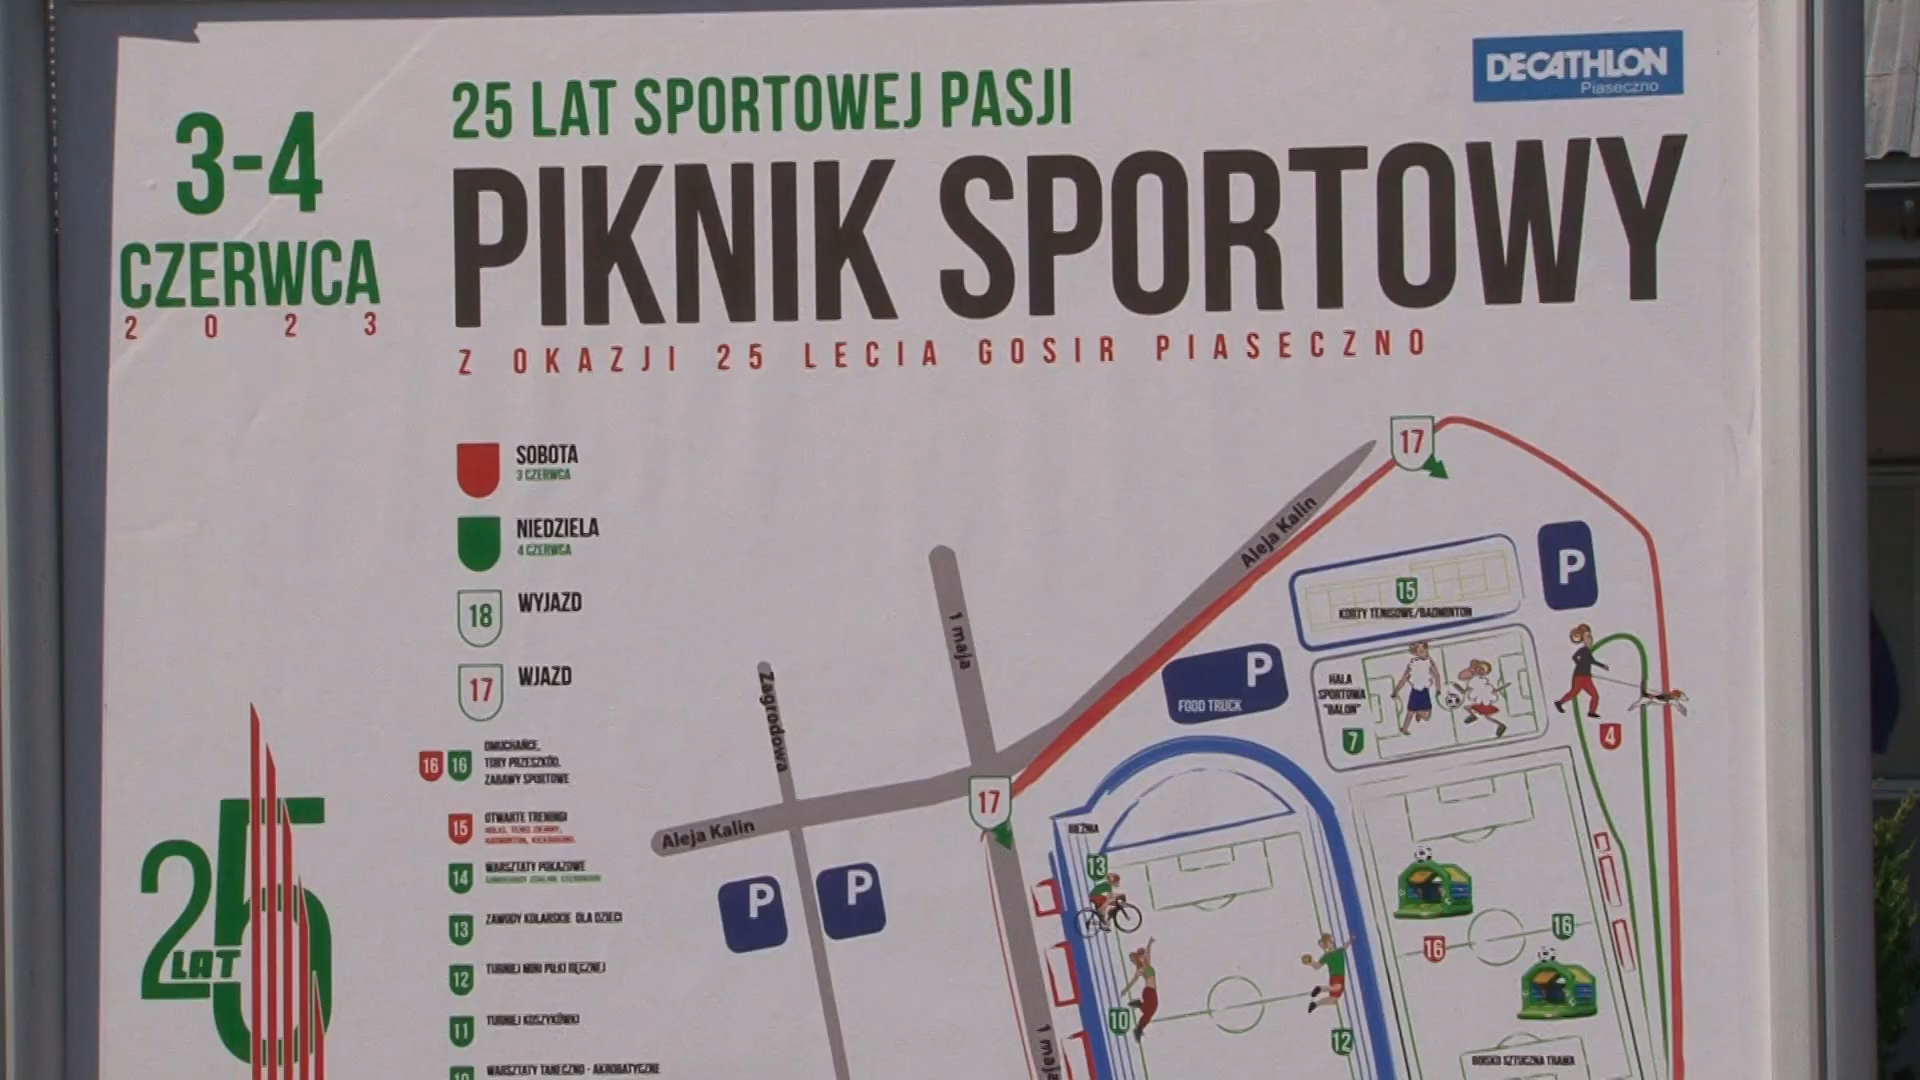 25 LAT SPORTOWEJ PASJI
DECATHLON
Piaseczno
3-4
CZERWCA
2023
PIKNIK SPORTOWY
Z OKAZJI 25 LECIA GOSIR PIASECZNO
SOBOTA
3 CZERWCA
NIEDZIELA
4 CZERWCA
18 WYJAZD
17 WJAZD
16 16 DMUCHAŃCE,
TORY PRZESZKÓD,
ZABAWY SPORTOWE
15 OTWARTE TRENINGI
14 WARSZTATY POKAZOWE
13 ZAWODY KOLARSKIE DLA DZIECI
12 TURNIEJ MINI PIŁKI RĘCZNEJ
11 TURNIEJ KOSZYKÓWKI
10 WARSZTATY TANECZNO - AKROBATYCZNE
25
LAT
17
Aleja Kalin
1 maja
Zagrodowa
Aleja Kalin
17
P
P
P
FOOD TRUCK
15
KORTY TENISOWE/BADMINTON
P
HALA
SPORTOWA
"BALON"
7
4
BIEŻNIA
13
10
12
16
16
1 maja
BOISKO SZTUCZNA TRAWA